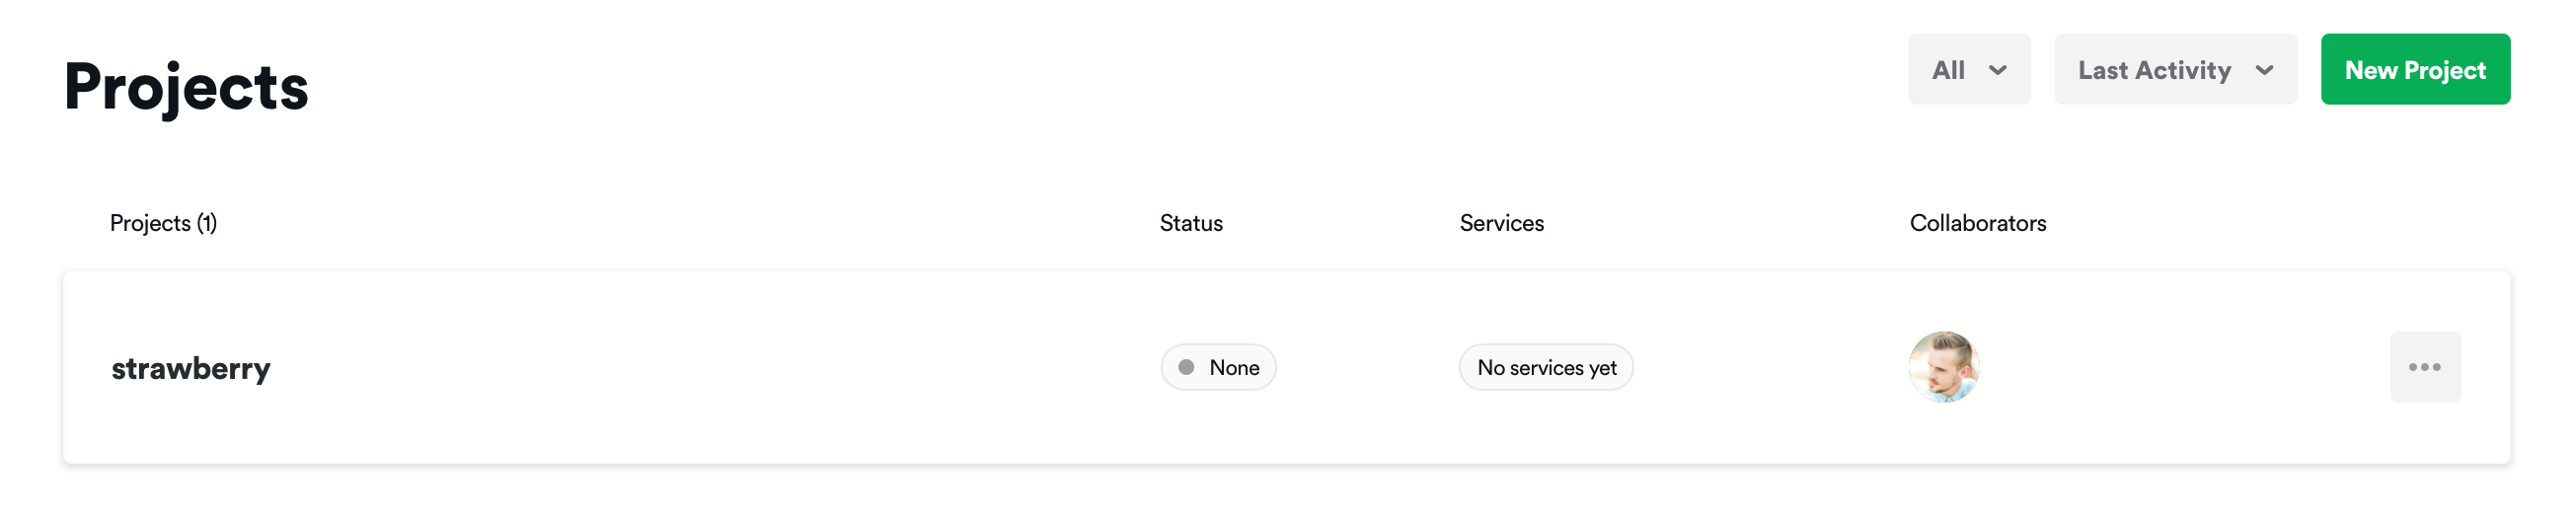 Projects
All
Last Activity
New Project
Projects (1)
Status
Services
Collaborators
strawberry
None
No services yet